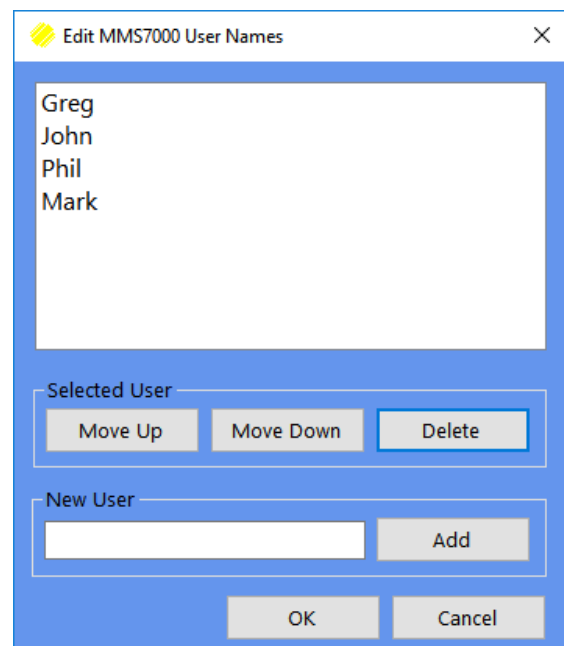 Edit MMS7000 User Names
Greg
John
Phil
Mark
Selected User
Move Up Move Down Delete
New User
Add
OK Cancel